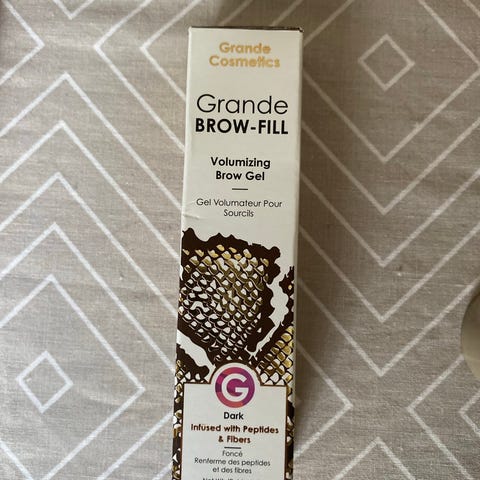 Grande
Cosmetics
Grande
BROW-FILL
Volumizing
Brow Gel
Gel Volumateur Pour
Sourcils
G
Dark
Infused with Peptides
& Fibers
Foncé
Renferme des peptides
et des fibres